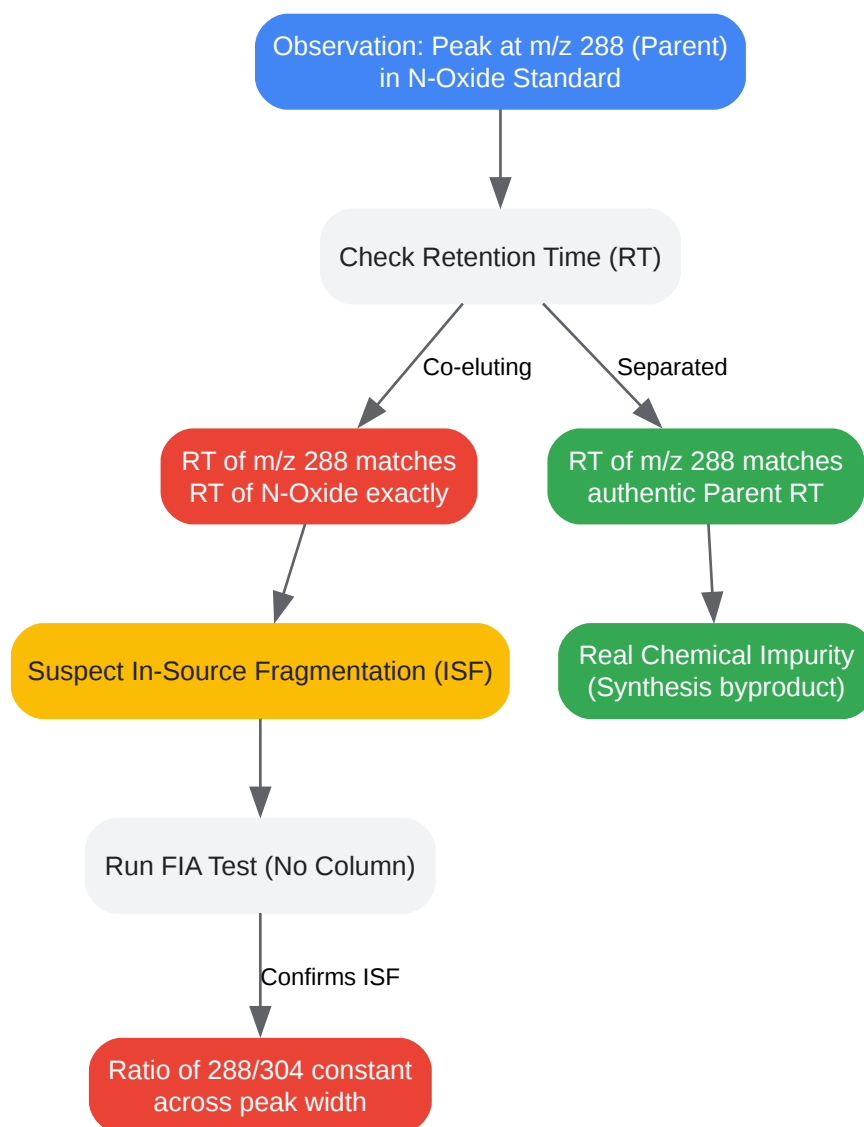 Observation: Peak at m/z 288 (Parent)
in N-Oxide Standard
Check Retention Time (RT)
Co-eluting
Separated
RT of m/z 288 matches
RT of N-Oxide exactly
RT of m/z 288 matches
authentic Parent RT
Suspect In-Source Fragmentation (ISF)
Real Chemical Impurity
(Synthesis byproduct)
Run FIA Test (No Column)
Confirms ISF
Ratio of 288/304 constant
across peak width